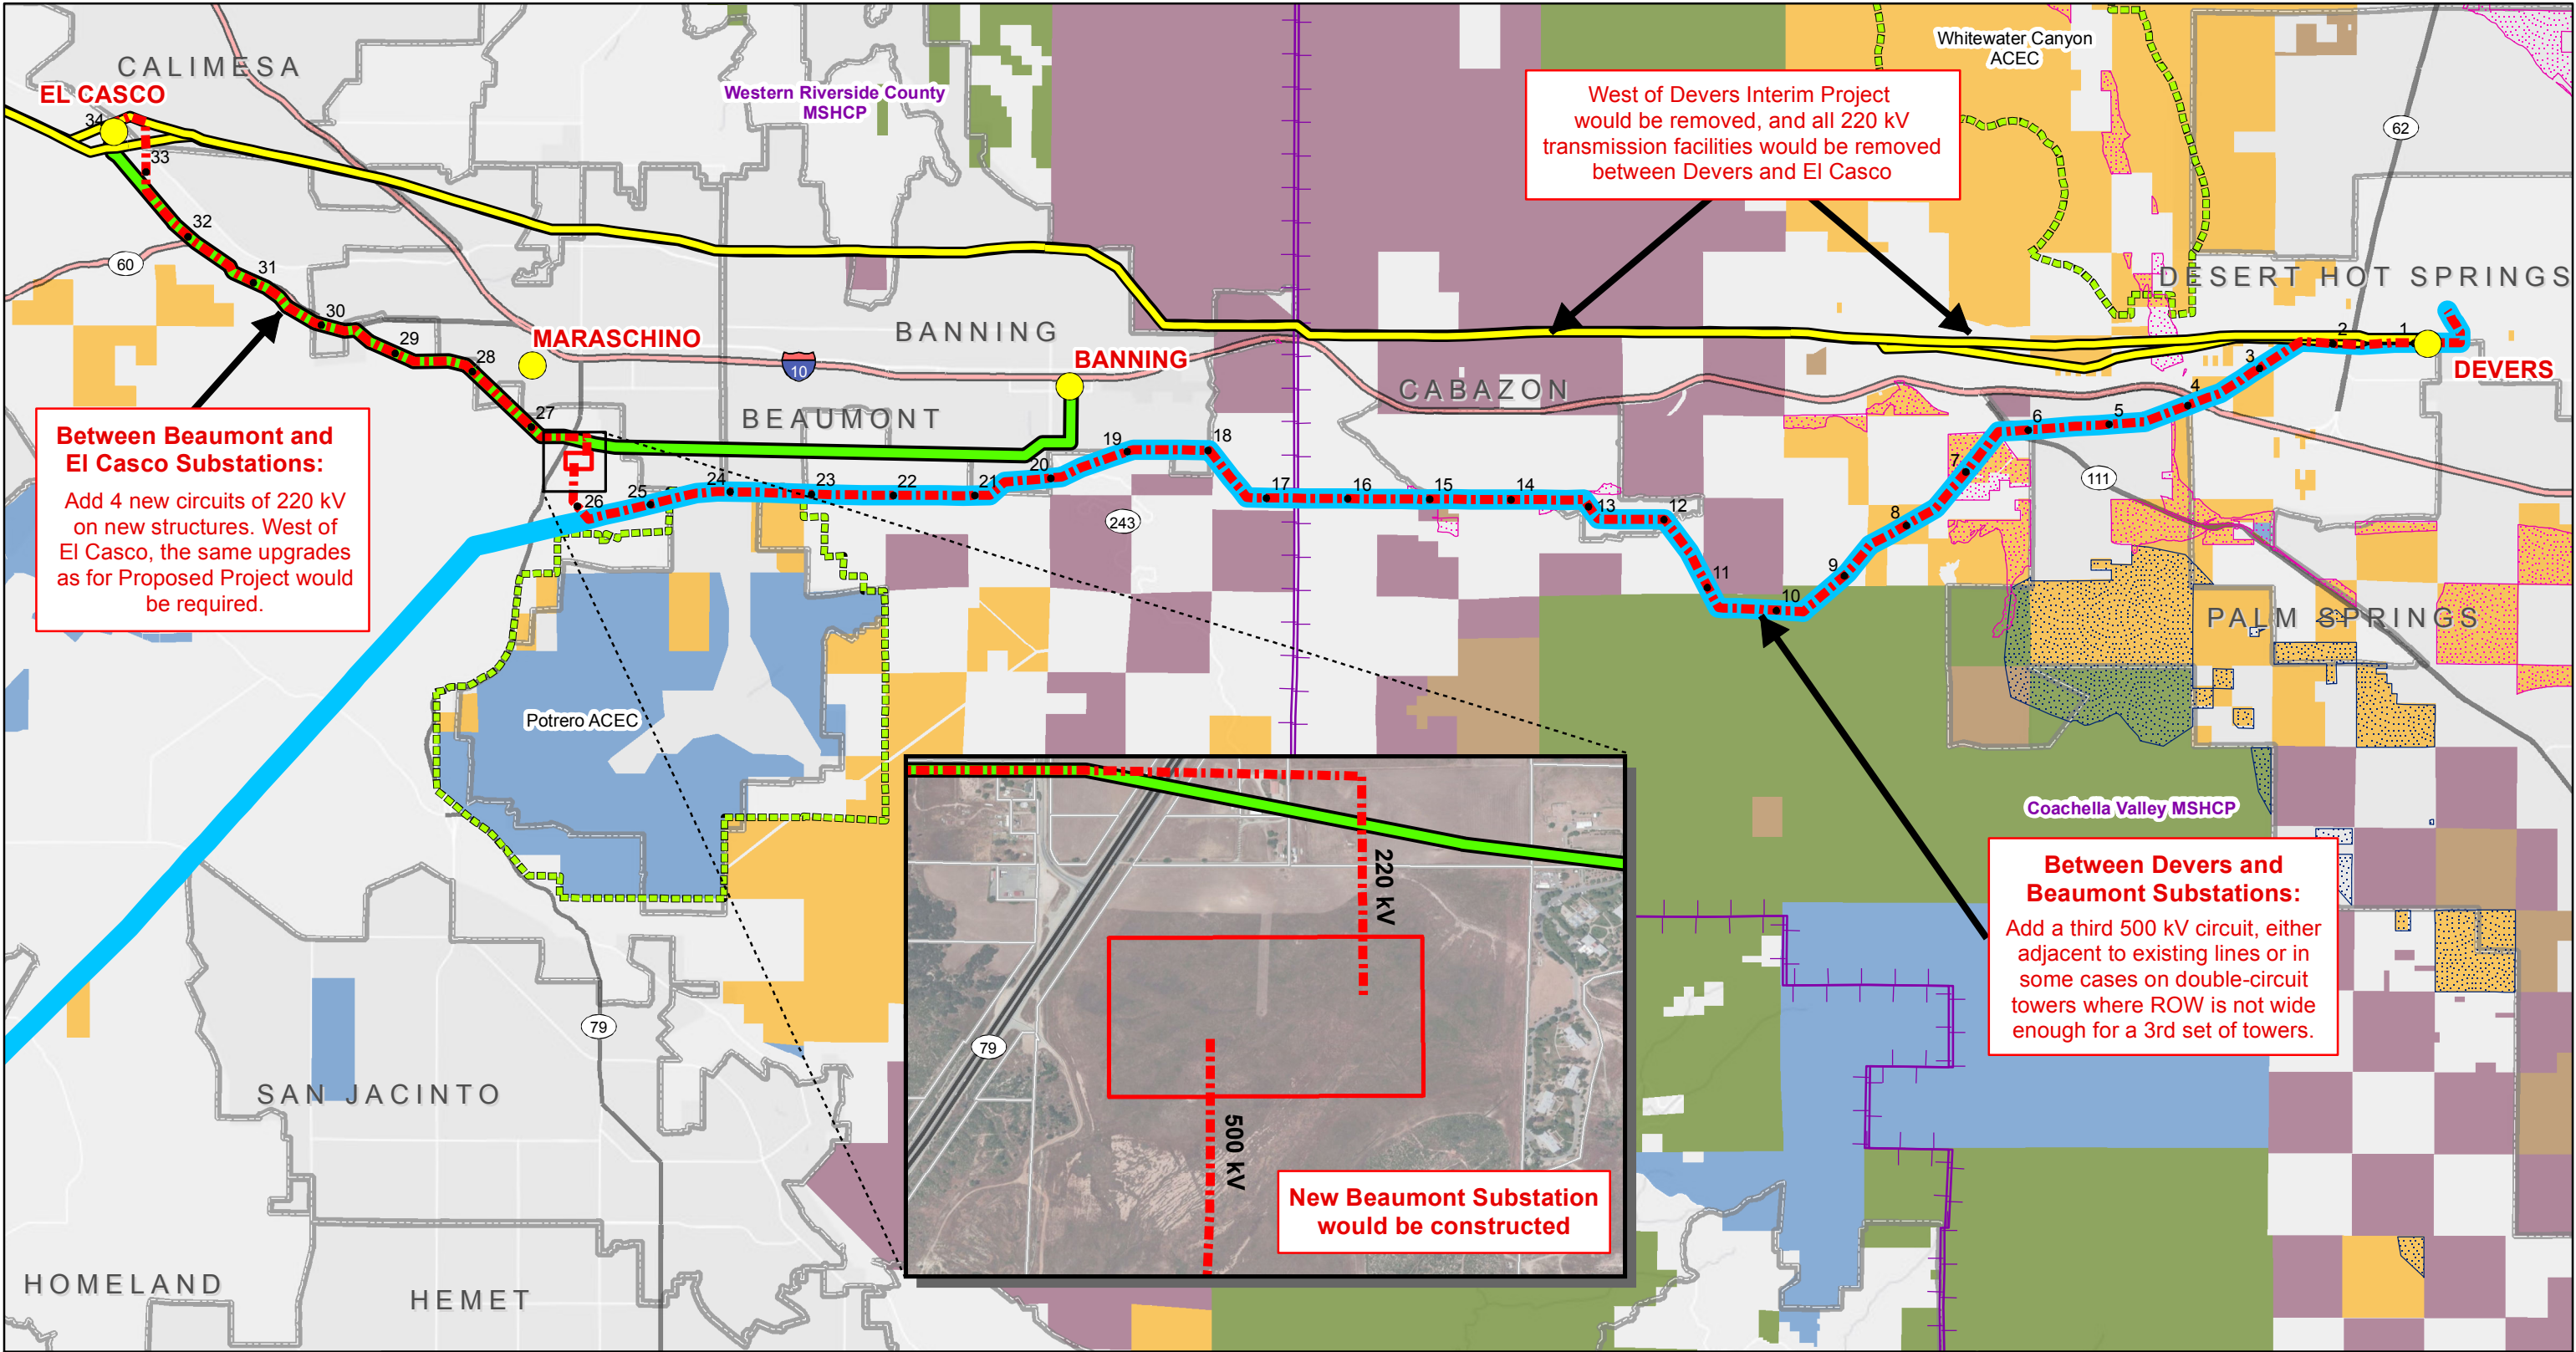 CALIMESA
EL CASCO
34
33
32
60
31
30
29
28
27
Western Riverside County
MSHCP
Whitewater Canyon
ACEC
62
West of Devers Interim Project
would be removed, and all 220 kV
transmission facilities would be removed
between Devers and El Casco
DESERT HOT SPRINGS
MARASCHINO
BANNING
10
BANNING
BEAUMONT
CABAZON
DEVERS
1
2
3
4
5
6
7
8
9
10
11
12
13
14
15
16
17
18
19
20
21
22
23
24
25
26
243
111
Between Beaumont and
El Casco Substations:
Add 4 new circuits of 220 kV
on new structures. West of
El Casco, the same upgrades
as for Proposed Project would
be required.
PALM SPRINGS
Potrero ACEC
Coachella Valley MSHCP
Between Devers and
Beaumont Substations:
Add a third 500 kV circuit, either
adjacent to existing lines or in
some cases on double-circuit
towers where ROW is not wide
enough for a 3rd set of towers.
220 kV
79
500 kV
New Beaumont Substation
would be constructed
79
SAN JACINTO
HOMELAND
HEMET